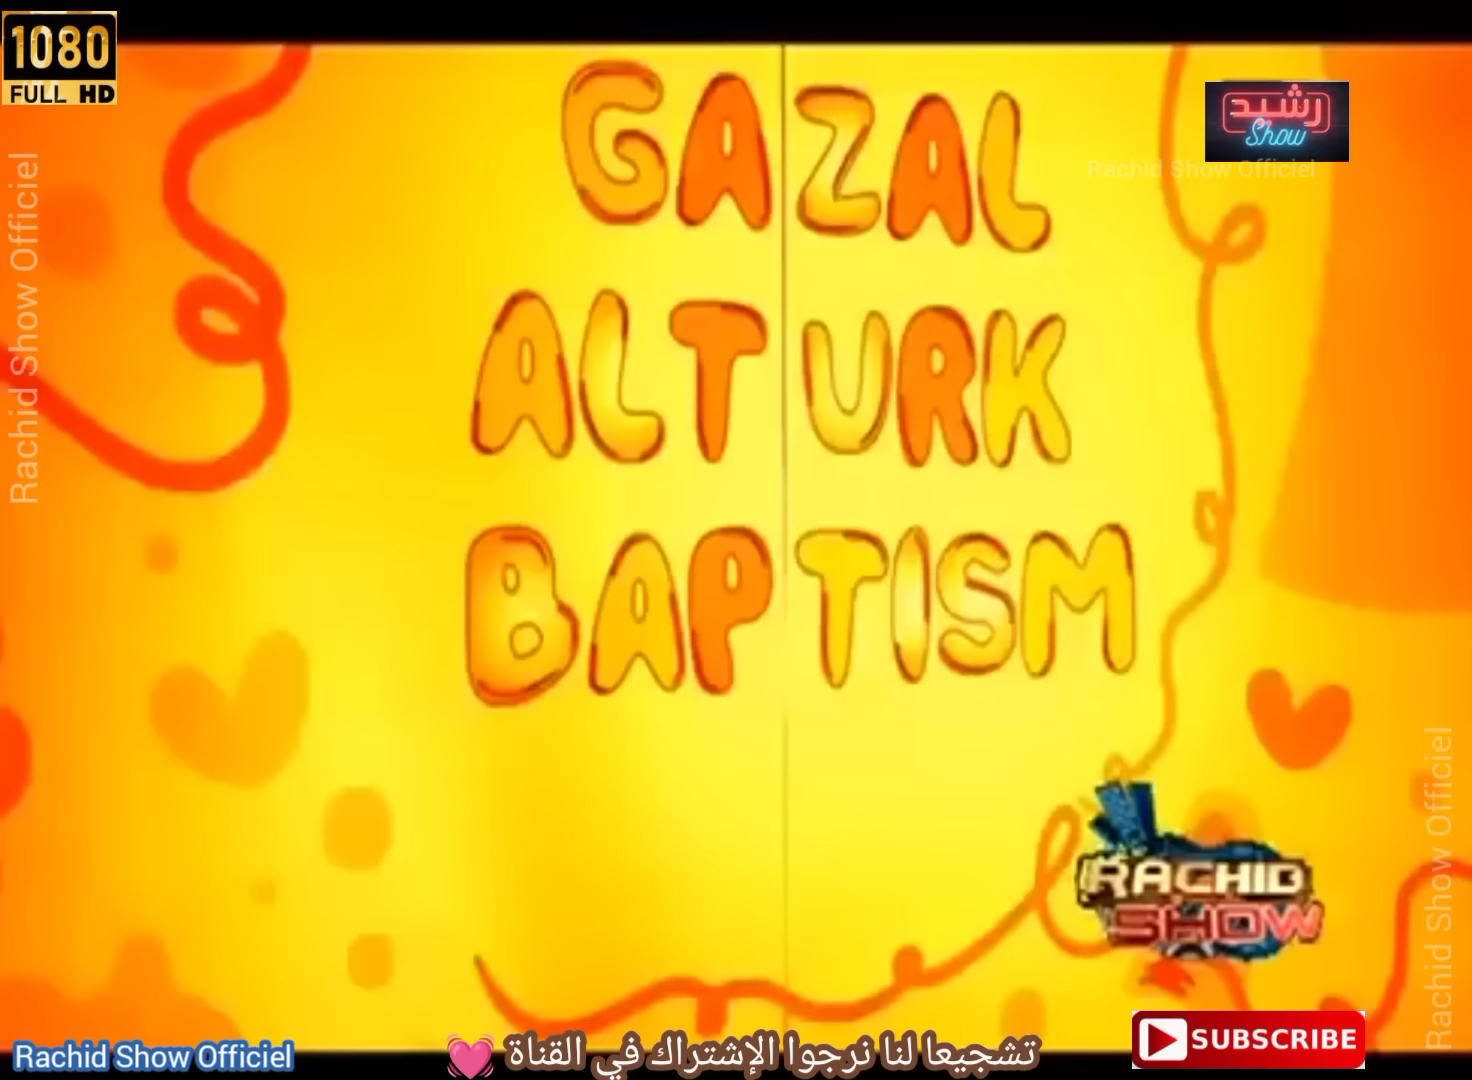 1080
FULL HD
رشيد
Show
Rachid Show Officiel
Rachid Show Officiel
GAZAL
ALTURK
BAPTISM
RACHID
SHOW
Rachid Show Officiel
Rachid Show Officiel
تشجيعا لنا نرجوا الإشتراك في القناة
SUBSCRIBE